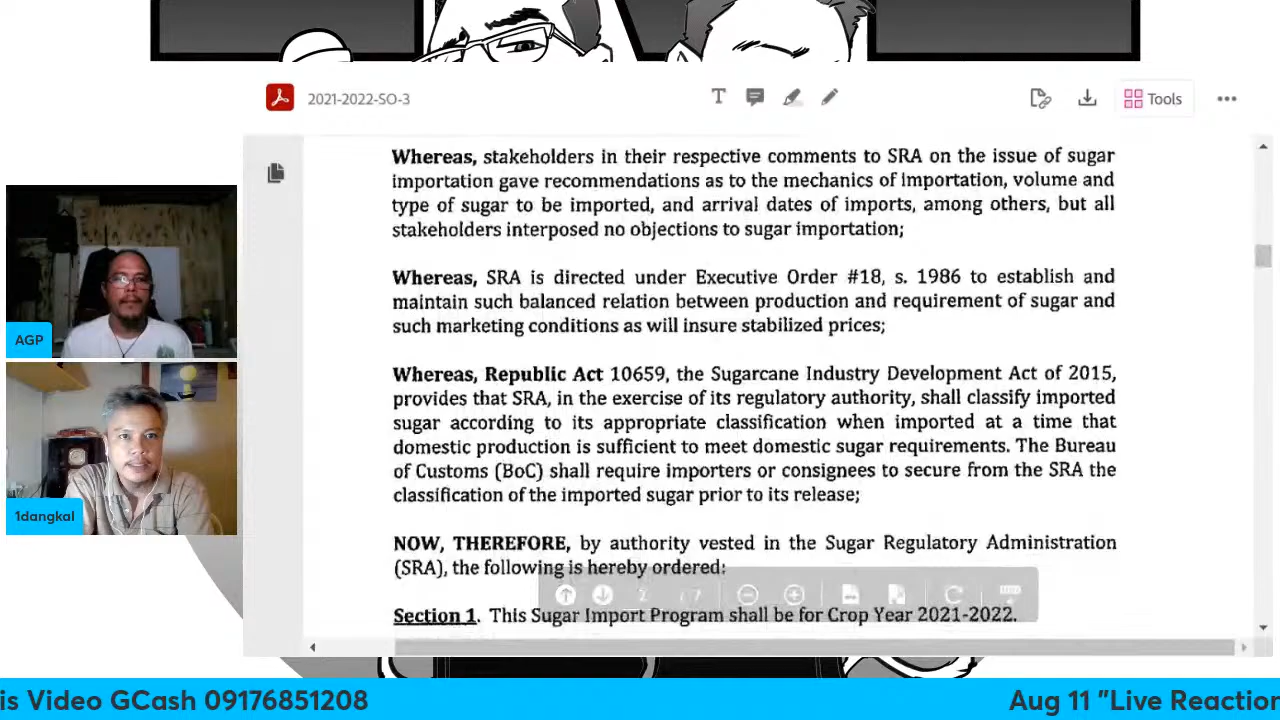 2021-2022-SO-3
T
Tools
Whereas, stakeholders in their respective comments to SRA on the issue of sugar
importation gave recommendations as to the mechanics of importation, volume and
type of sugar to be imported, and arrival dates of imports, among others, but all
stakeholders interposed no objections to sugar importation;
Whereas, SRA is directed under Executive Order #18, s. 1986 to establish and
maintain such balanced relation between production and requirement of sugar and
such marketing conditions as will insure stabilized prices;
Whereas, Republic Act 10659, the Sugarcane Industry Development Act of 2015,
provides that SRA, in the exercise of its regulatory authority, shall classify imported
sugar according to its appropriate classification when imported at a time that
domestic production is sufficient to meet domestic sugar requirements. The Bureau
of Customs (BoC) shall require importers or consignees to secure from the SRA the
classification of the imported sugar prior to its release;
NOW, THEREFORE, by authority vested in the Sugar Regulatory Administration
(SRA), the following is hereby ordered:
2 / 7
Section 1. This Sugar Import Program shall be for Crop Year 2021-2022.
AGP
1dangkal
is Video GCash 09176851208
Aug 11 "Live Reaction